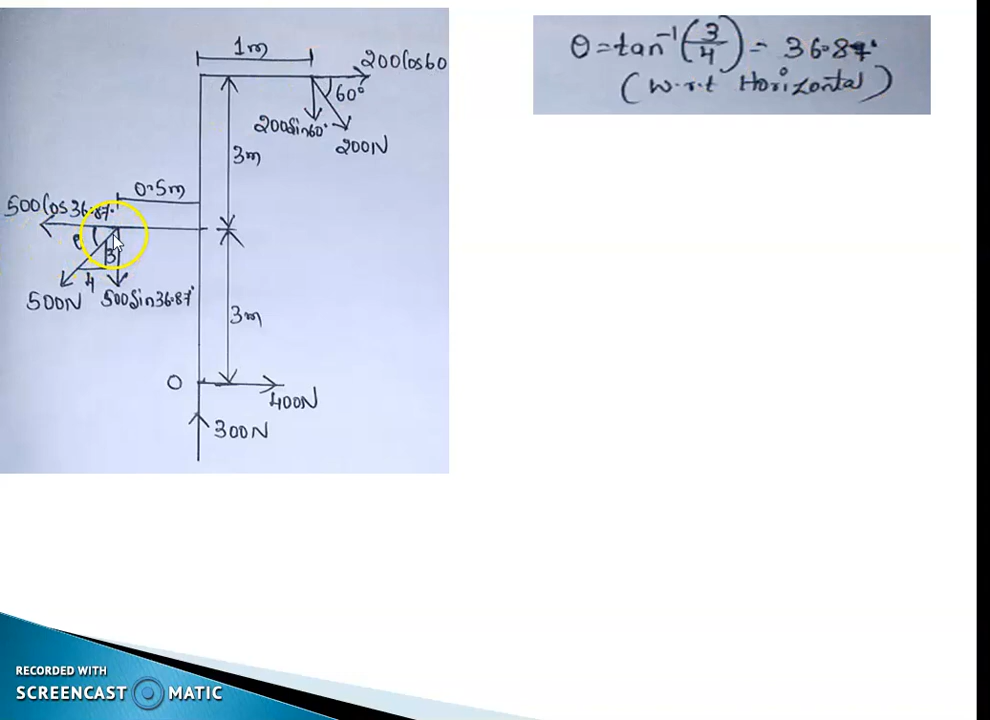 1m
200Cos60
60°
200Sin60°
200N
3m
0.5m
500Cos36.87°
θ
3
4
500N
500Sin36.87°
3m
O
400N
300N
θ=tan⁻¹(3/4)= 36.87°
(W.r.t Horizontal)
RECORDED WITH
SCREENCAST MATIC